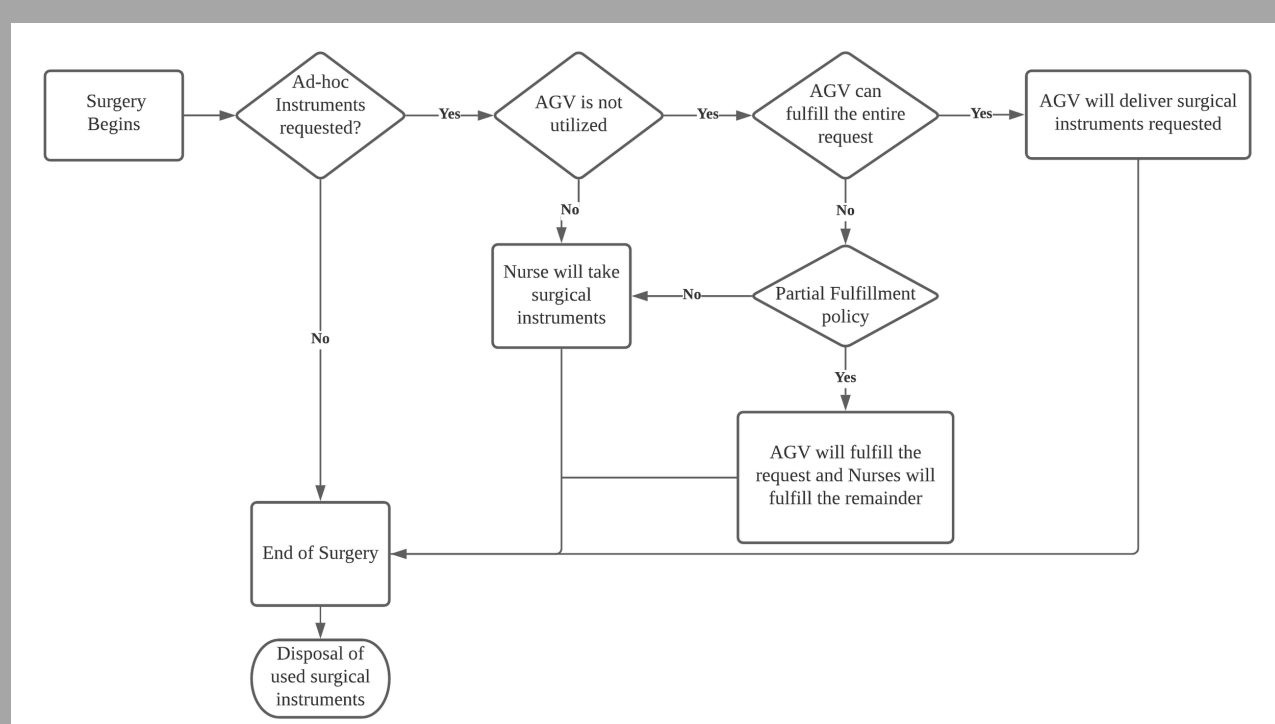 Surgery
Begins
Ad-hoc
Instruments
requested?
Yes
AGV is not
utilized
Yes
AGV can
fulfill the entire
request
Yes
AGV will deliver surgical
instruments requested
No
No
No
Nurse will take
surgical
instruments
No
Partial Fulfillment
policy
Yes
AGV will fulfill the
request and Nurses will
fulfill the remainder
End of Surgery
Disposal of
used surgical
instruments